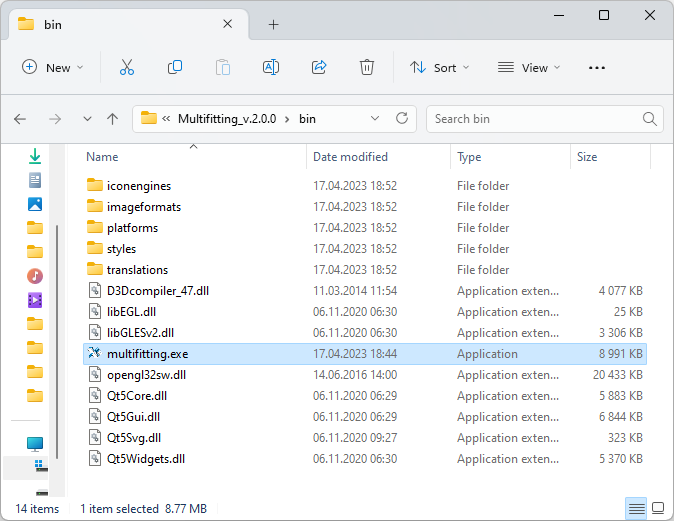 bin
New Sort View
Multifitting_v.2.0.0 bin Search bin
Name Date modified Type Size
iconengines 17.04.2023 18:52 File folder
imageformats 17.04.2023 18:52 File folder
platforms 17.04.2023 18:52 File folder
styles 17.04.2023 18:52 File folder
translations 17.04.2023 18:52 File folder
D3Dcompiler_47.dll 11.03.2014 11:54 Application exten... 4 077 KB
libEGL.dll 06.11.2020 06:30 Application exten... 25 KB
libGLESv2.dll 06.11.2020 06:30 Application exten... 3 306 KB
multifitting.exe 17.04.2023 18:44 Application 8 991 KB
opengl32sw.dll 14.06.2016 14:00 Application exten... 20 433 KB
Qt5Core.dll 06.11.2020 06:29 Application exten... 5 883 KB
Qt5Gui.dll 06.11.2020 06:29 Application exten... 6 844 KB
Qt5Svg.dll 06.11.2020 09:27 Application exten... 323 KB
Qt5Widgets.dll 06.11.2020 06:30 Application exten... 5 370 KB
14 items 1 item selected 8.77 MB